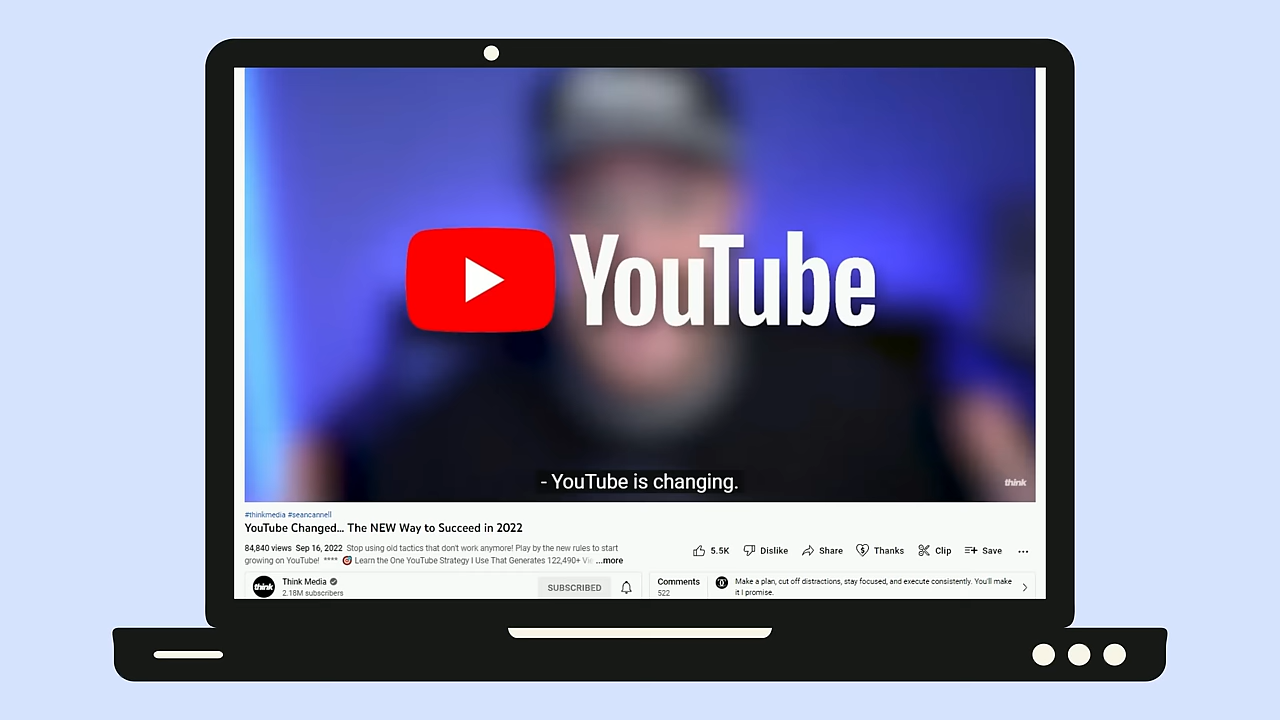 YouTube
- YouTube is changing.
think
#thinkmedia #seancannell
YouTube Changed... The NEW Way to Succeed in 2022
84,840 views Sep 16, 2022 Stop using old tactics that don't work anymore! Play by the new rules to start
growing on YouTube! **** 🎯 Learn the One YouTube Strategy I Use That Generates 122,490+ Vie ...more
5.5K Dislike Share Thanks Clip Save ...
think Think Media
2.18M subscribers
SUBSCRIBED
Comments
522
Make a plan, cut off distractions, stay focused, and execute consistently. You'll make
it I promise.